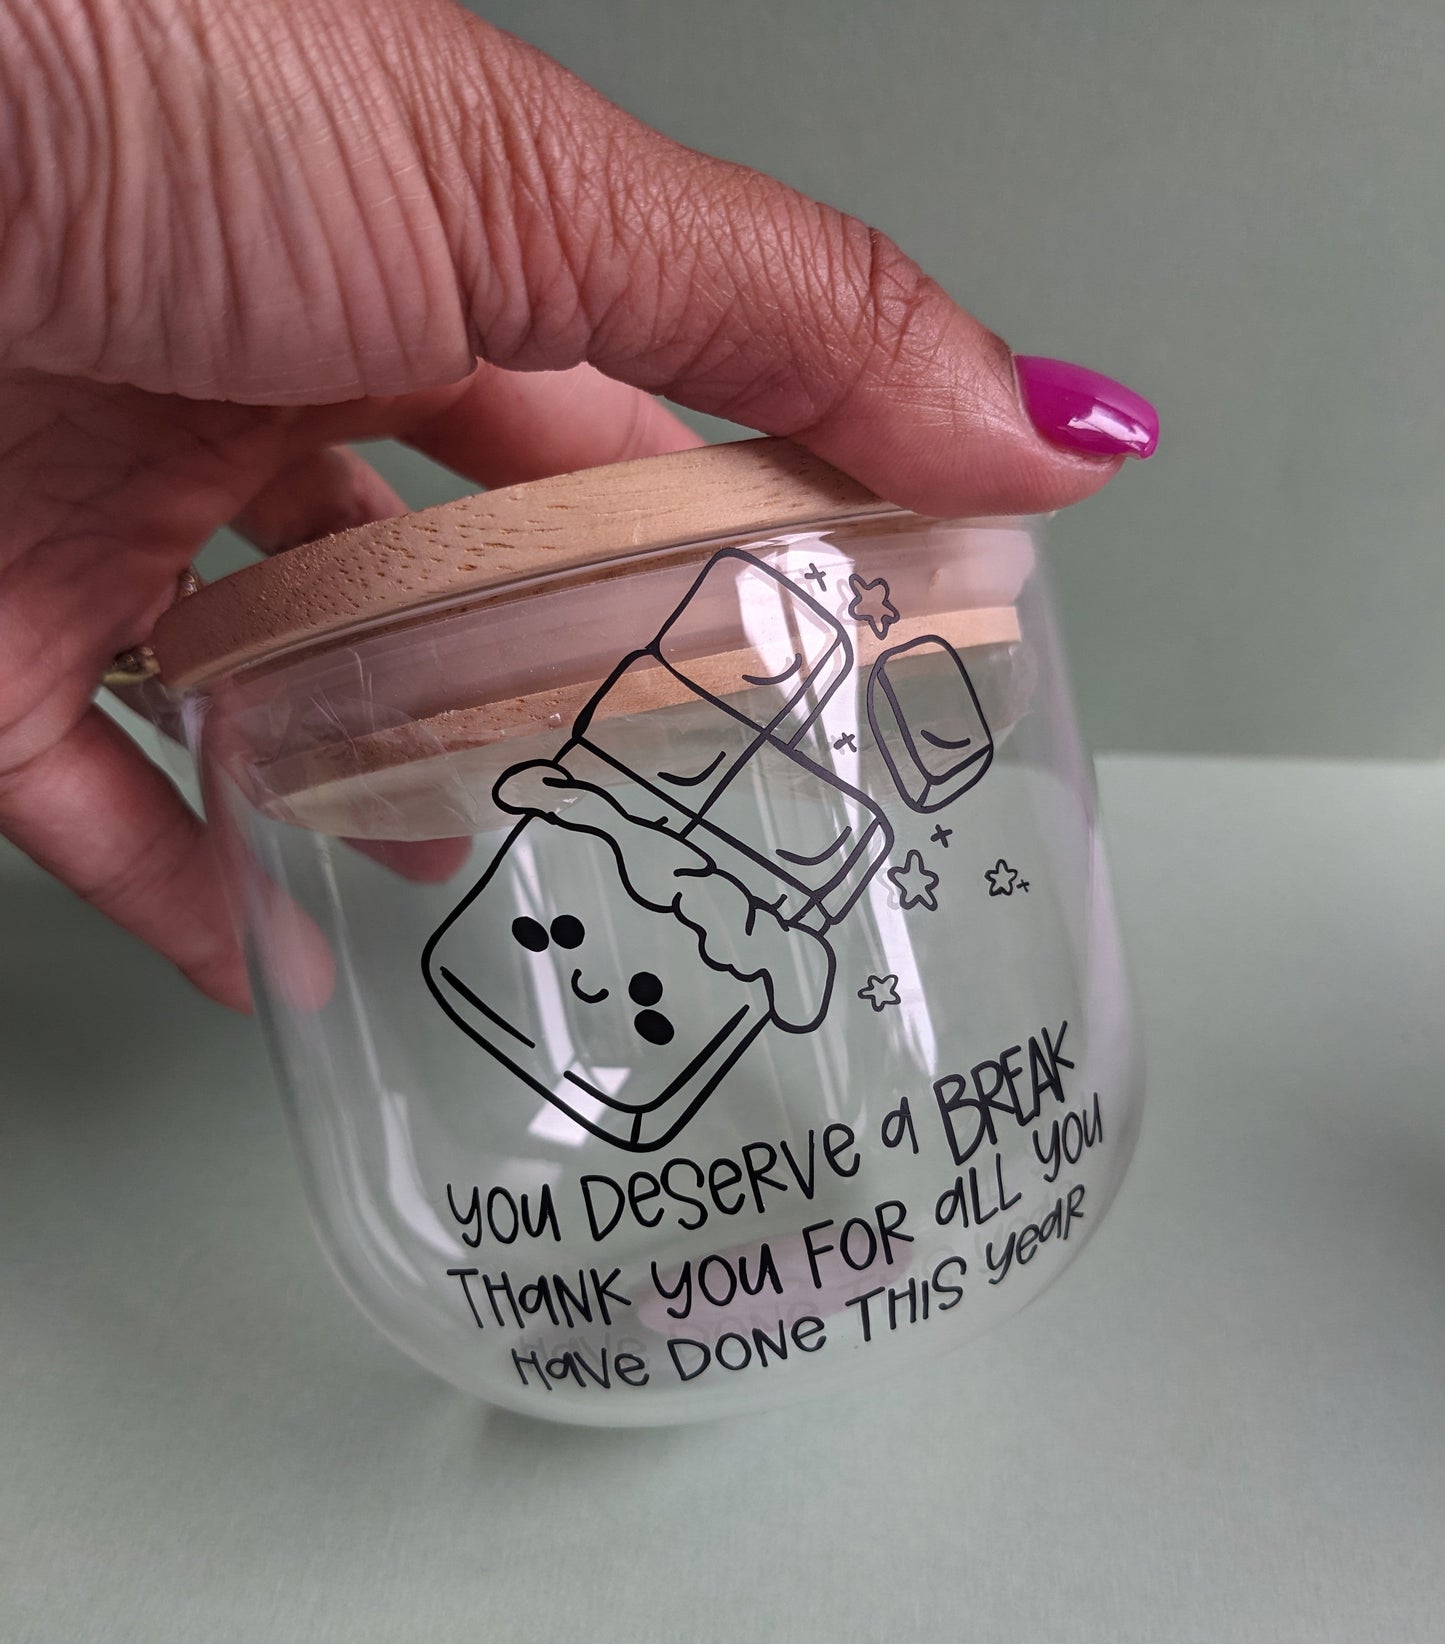 YOU DeSeRVe a BREAK
THaNK YOU FOR aLL YOU
HaVe DONe THIS YeaR